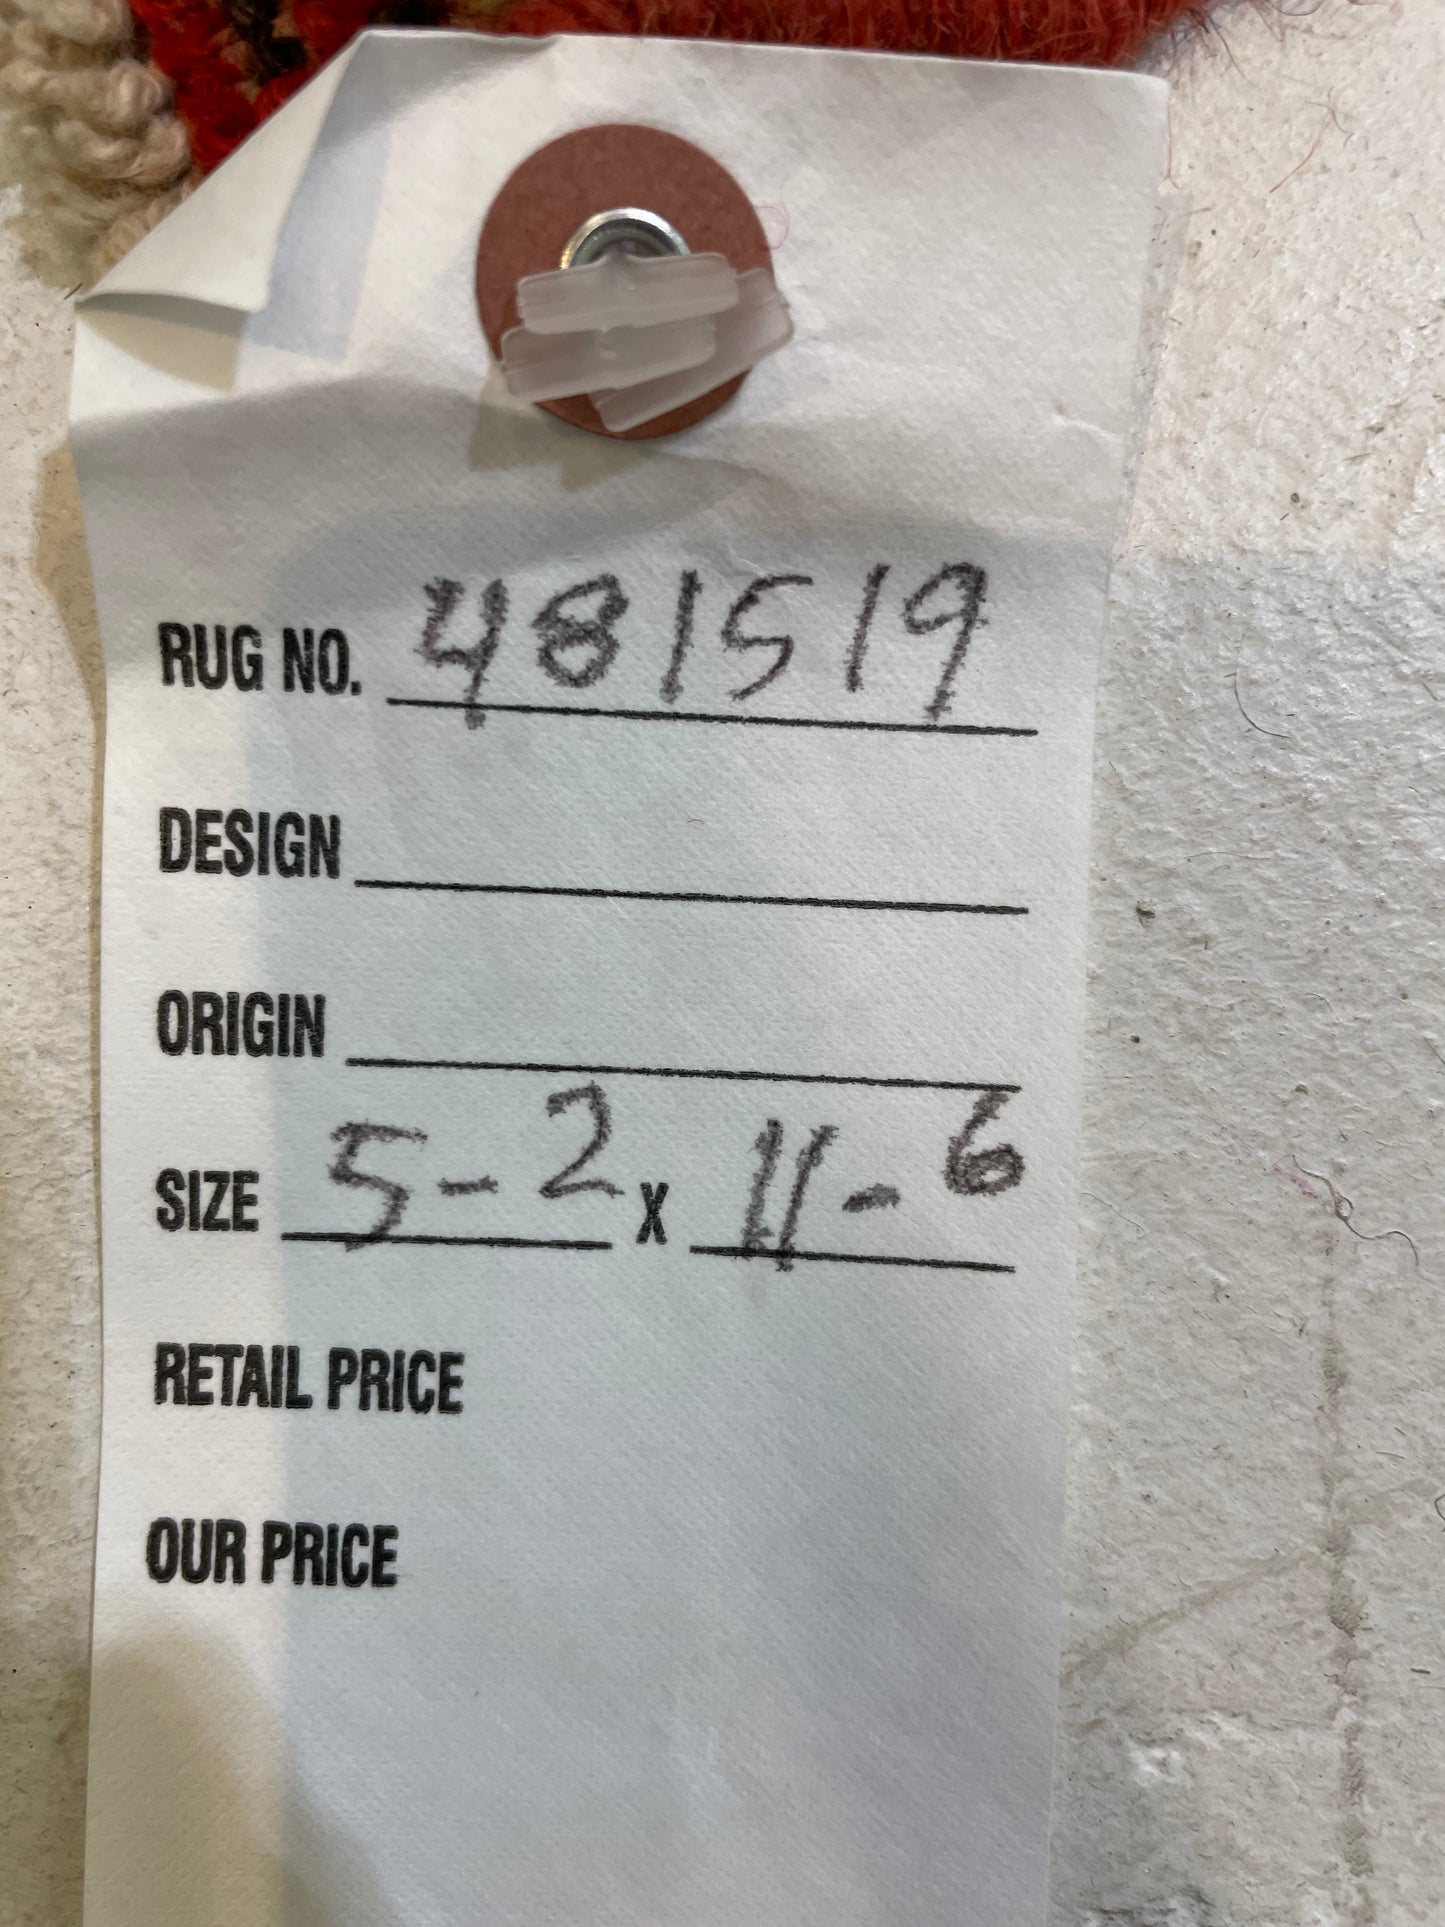 RUG NO. 481519
DESIGN
ORIGIN
SIZE 5-2 X 11-6
RETAIL PRICE
OUR PRICE